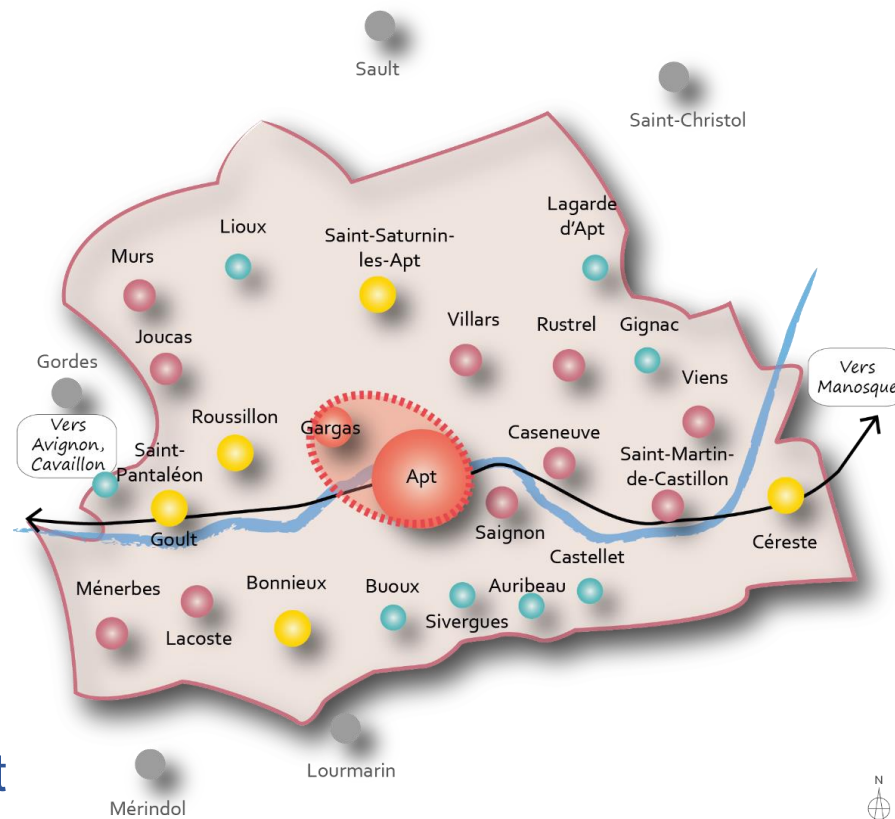 Sault
Saint-Christol
Lagarde
d'Apt
Lioux
Saint-Saturnin-
les-Apt
Murs
Villars
Rustrel
Gignac
Joucas
Gordes
Viens
Vers
Manosque
Vers
Avignon,
Cavaillon
Roussillon
Gargas
Caseneuve
Saint-
Pantaléon
Saint-Martin-
de-Castillon
Apt
Saignon
Goult
Céreste
Castellet
Ménerbes
Bonnieux
Buoux
Auribeau
Sivergues
Lacoste
t
Lourmarin
Mérindol
N